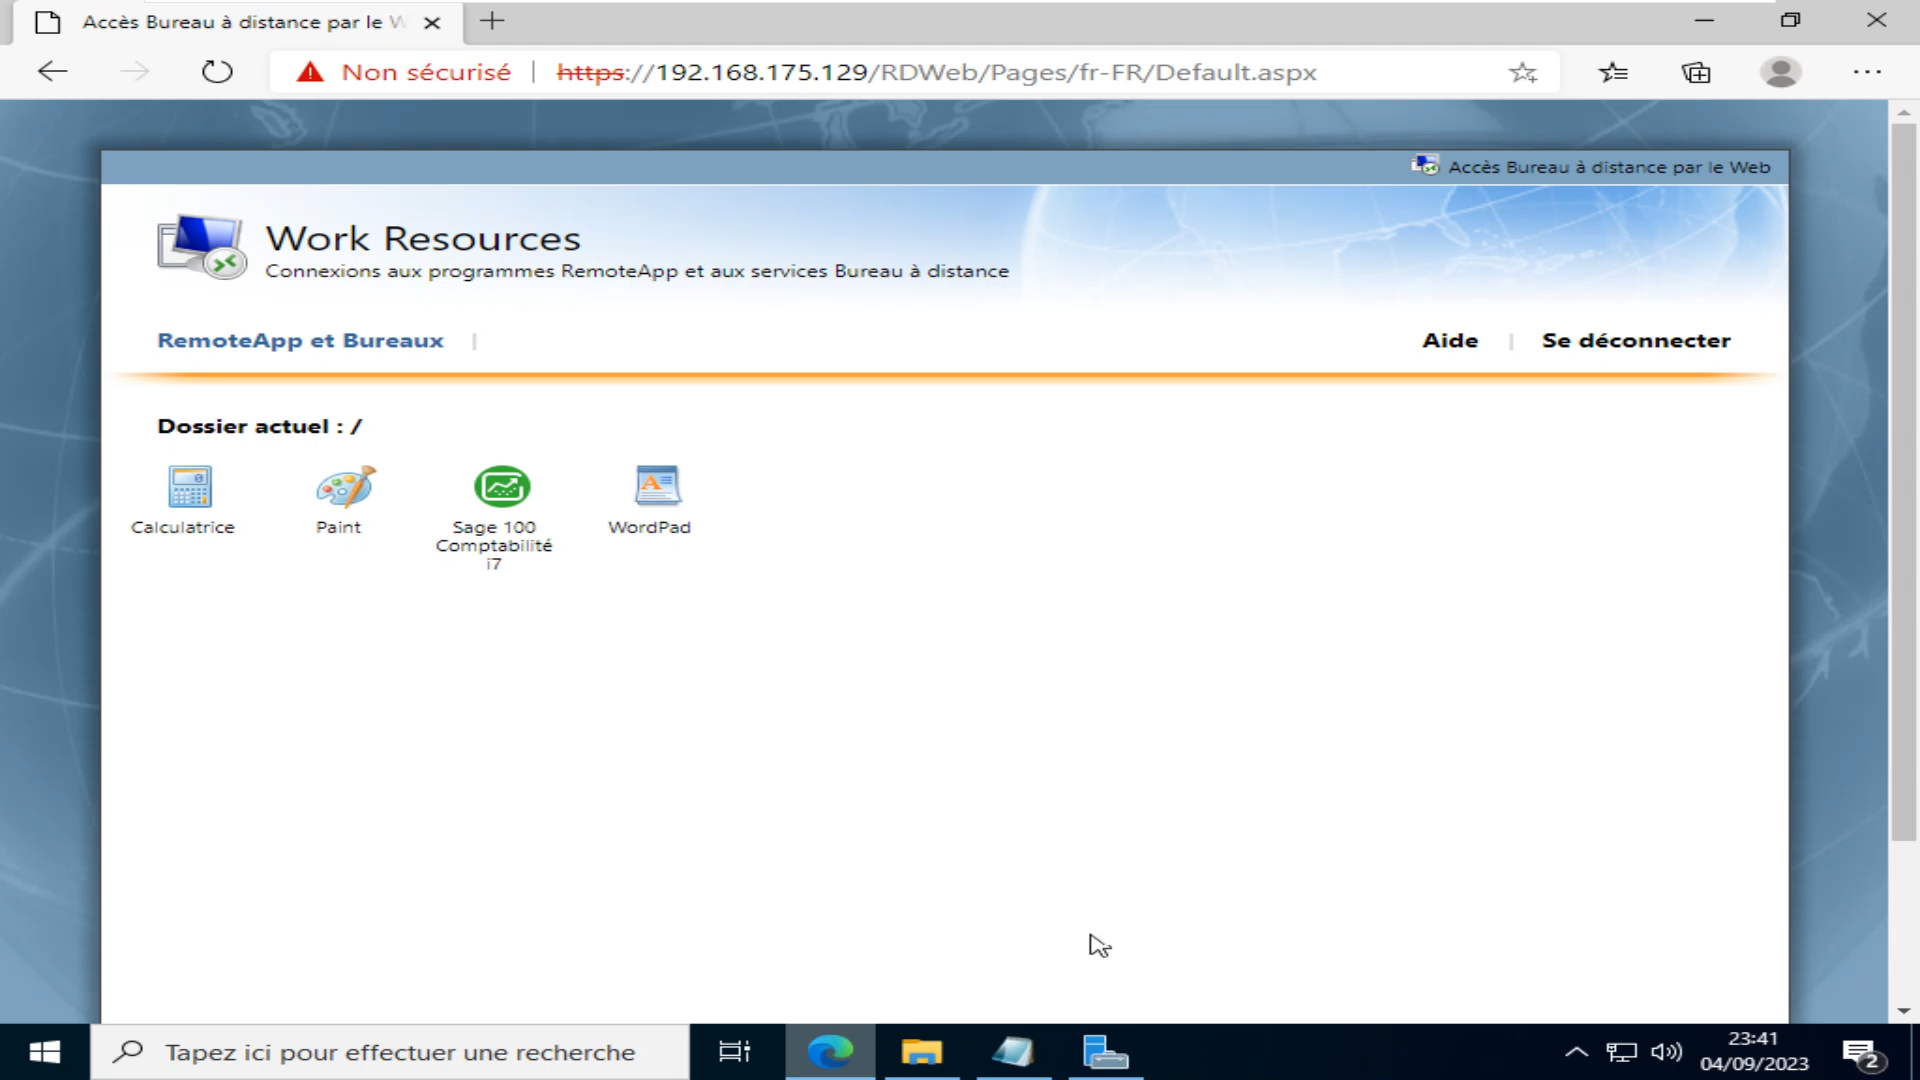 Accès Bureau à distance par le W
Non sécurisé
https://192.168.175.129/RDWeb/Pages/fr-FR/Default.aspx
Accès Bureau à distance par le Web
Work Resources
Connexions aux programmes RemoteApp et aux services Bureau à distance
RemoteApp et Bureaux | Aide | Se déconnecter
Dossier actuel : /
Calculatrice
Paint
Sage 100
Comptabilité
i7
WordPad
Tapez ici pour effectuer une recherche
23:41
04/09/2023
2